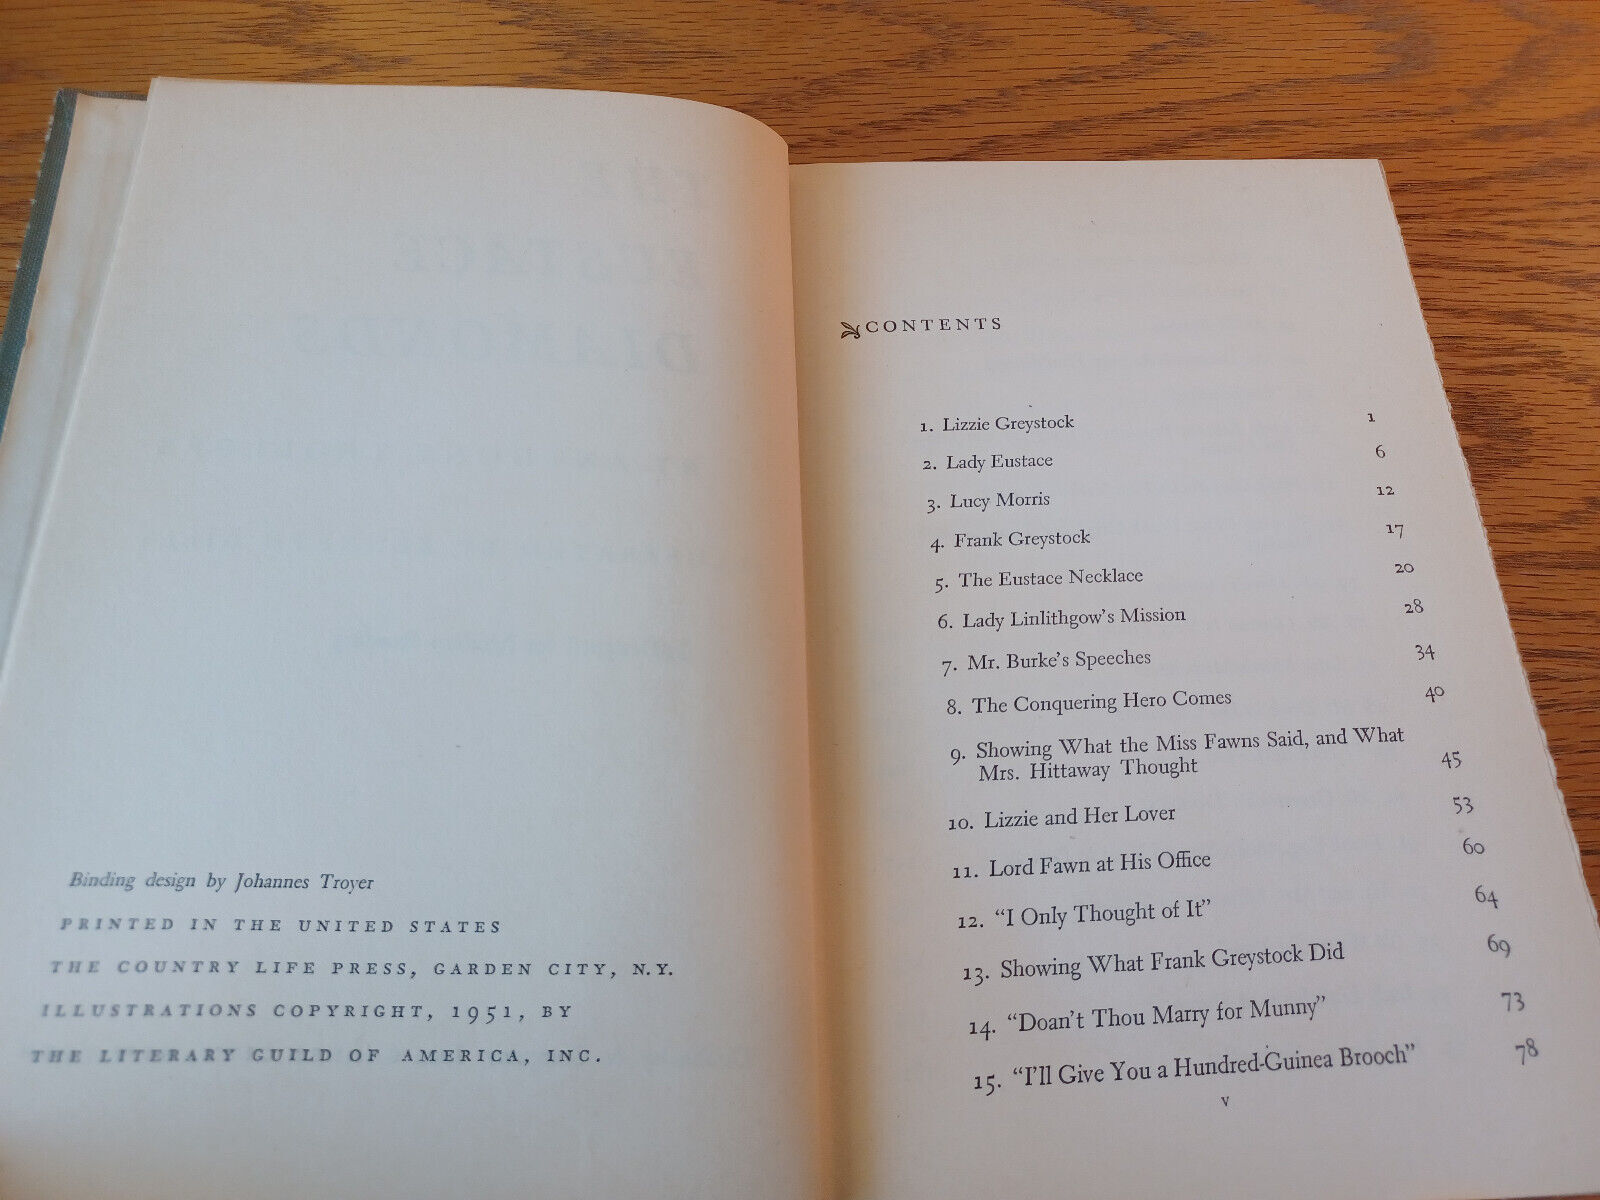 Binding design by Johannes Troyer
PRINTED IN THE UNITED STATES
THE COUNTRY LIFE PRESS, GARDEN CITY, N.Y.
ILLUSTRATIONS COPYRIGHT, 1951, BY
THE LITERARY GUILD OF AMERICA, INC.
CONTENTS
1. Lizzie Greystock 1
2. Lady Eustace 6
3. Lucy Morris 12
4. Frank Greystock 17
5. The Eustace Necklace 20
6. Lady Linlithgow's Mission 28
7. Mr. Burke's Speeches 34
8. The Conquering Hero Comes 40
9. Showing What the Miss Fawns Said, and What
Mrs. Hittaway Thought 45
10. Lizzie and Her Lover 53
11. Lord Fawn at His Office 60
12. "I Only Thought of It" 64
13. Showing What Frank Greystock Did 69
14. "Doan't Thou Marry for Munny" 73
15. "I'll Give You a Hundred-Guinea Brooch" 78
v